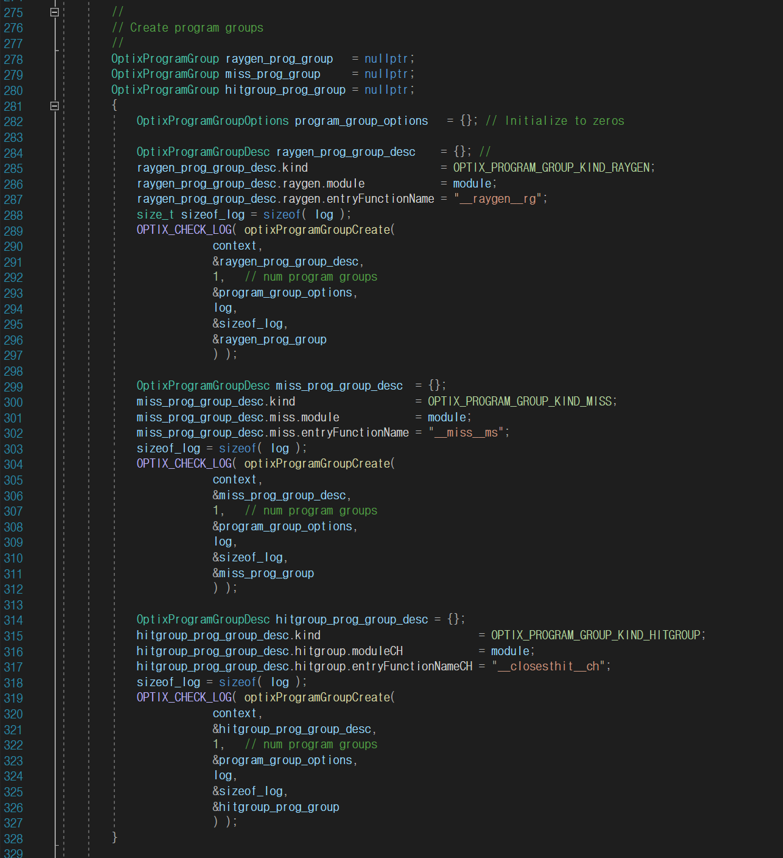 275 //
276 // Create program groups
277 //
278 OptixProgramGroup raygen_prog_group   = nullptr;
279 OptixProgramGroup miss_prog_group     = nullptr;
280 OptixProgramGroup hitgroup_prog_group = nullptr;
281 {
282     OptixProgramGroupOptions program_group_options   = {}; // Initialize to zeros
283
284     OptixProgramGroupDesc raygen_prog_group_desc    = {}; //
285     raygen_prog_group_desc.kind                     = OPTIX_PROGRAM_GROUP_KIND_RAYGEN;
286     raygen_prog_group_desc.raygen.module            = module;
287     raygen_prog_group_desc.raygen.entryFunctionName = "__raygen__rg";
288     size_t sizeof_log = sizeof( log );
289     OPTIX_CHECK_LOG( optixProgramGroupCreate(
290                 context,
291                 &raygen_prog_group_desc,
292                 1,   // num program groups
293                 &program_group_options,
294                 log,
295                 &sizeof_log,
296                 &raygen_prog_group
297                 ) );
298
299     OptixProgramGroupDesc miss_prog_group_desc  = {};
300     miss_prog_group_desc.kind                   = OPTIX_PROGRAM_GROUP_KIND_MISS;
301     miss_prog_group_desc.miss.module            = module;
302     miss_prog_group_desc.miss.entryFunctionName = "__miss__ms";
303     sizeof_log = sizeof( log );
304     OPTIX_CHECK_LOG( optixProgramGroupCreate(
305                 context,
306                 &miss_prog_group_desc,
307                 1,   // num program groups
308                 &program_group_options,
309                 log,
310                 &sizeof_log,
311                 &miss_prog_group
312                 ) );
313
314     OptixProgramGroupDesc hitgroup_prog_group_desc = {};
315     hitgroup_prog_group_desc.kind                         = OPTIX_PROGRAM_GROUP_KIND_HITGROUP;
316     hitgroup_prog_group_desc.hitgroup.moduleCH            = module;
317     hitgroup_prog_group_desc.hitgroup.entryFunctionNameCH = "__closesthit__ch";
318     sizeof_log = sizeof( log );
319     OPTIX_CHECK_LOG( optixProgramGroupCreate(
320                 context,
321                 &hitgroup_prog_group_desc,
322                 1,   // num program groups
323                 &program_group_options,
324                 log,
325                 &sizeof_log,
326                 &hitgroup_prog_group
327                 ) );
328 }
329